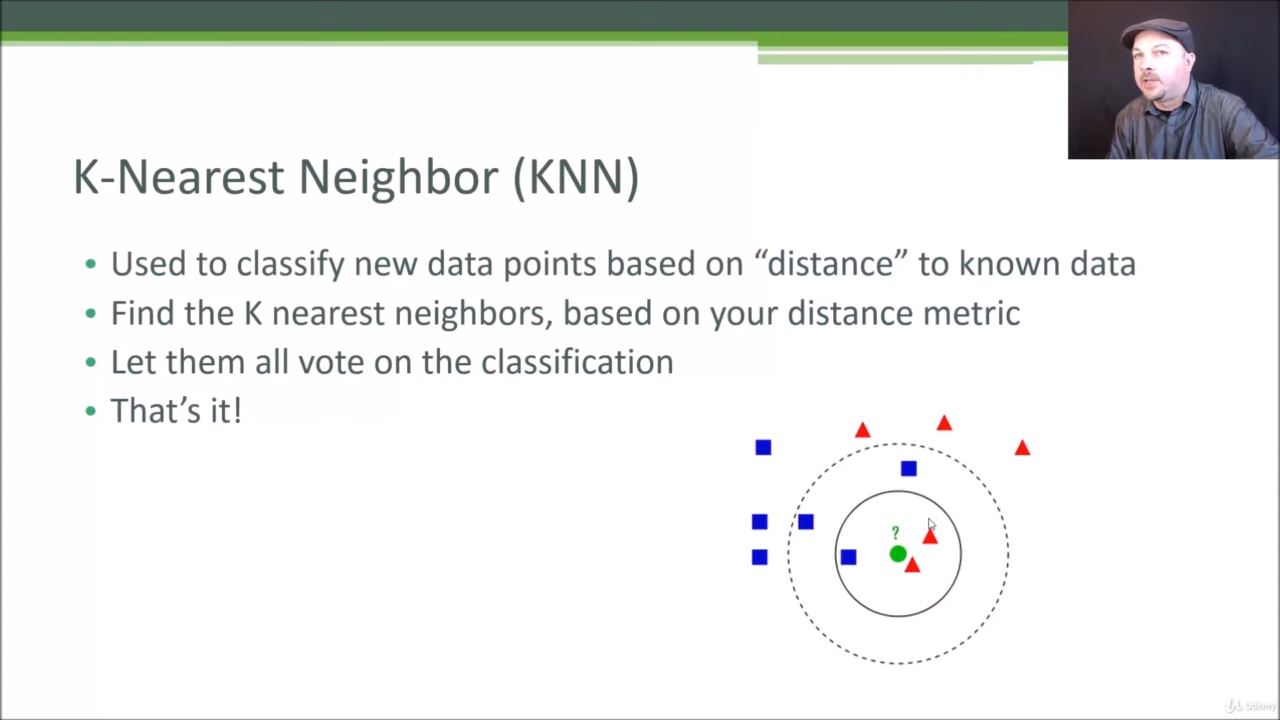 K-Nearest Neighbor (KNN)
• Used to classify new data points based on “distance” to known data
• Find the K nearest neighbors, based on your distance metric
• Let them all vote on the classification
• That’s it!
?
Udemy